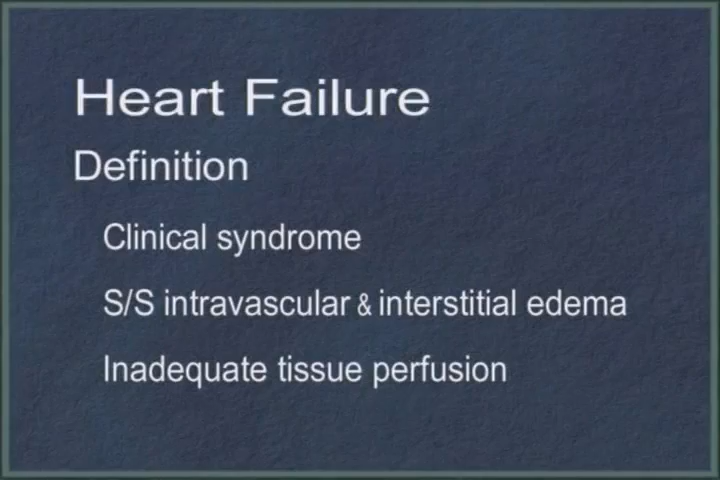 Heart Failure
Definition
Clinical syndrome
S/S intravascular & interstitial edema
Inadequate tissue perfusion